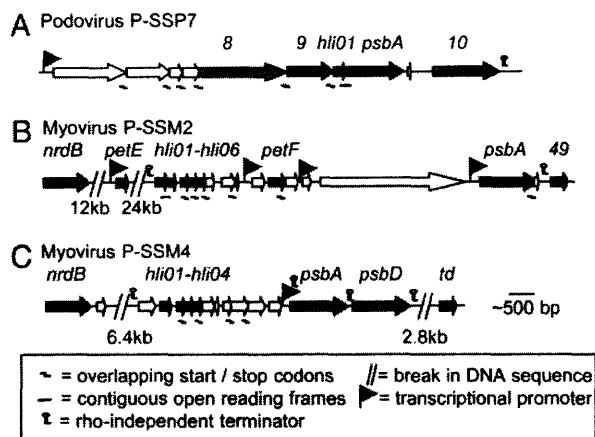 A Podovirus P-SSP7
8 9 hli01 psbA 10
B Myovirus P-SSM2
nrdB petE hli01-hli06 petF psbA 49
12kb 24kb
C Myovirus P-SSM4
nrdB hli01-hli04 psbA psbD td
~500 bp
6.4kb 2.8kb
= overlapping start / stop codons
//= break in DNA sequence
= contiguous open reading frames
= transcriptional promoter
= rho-independent terminator